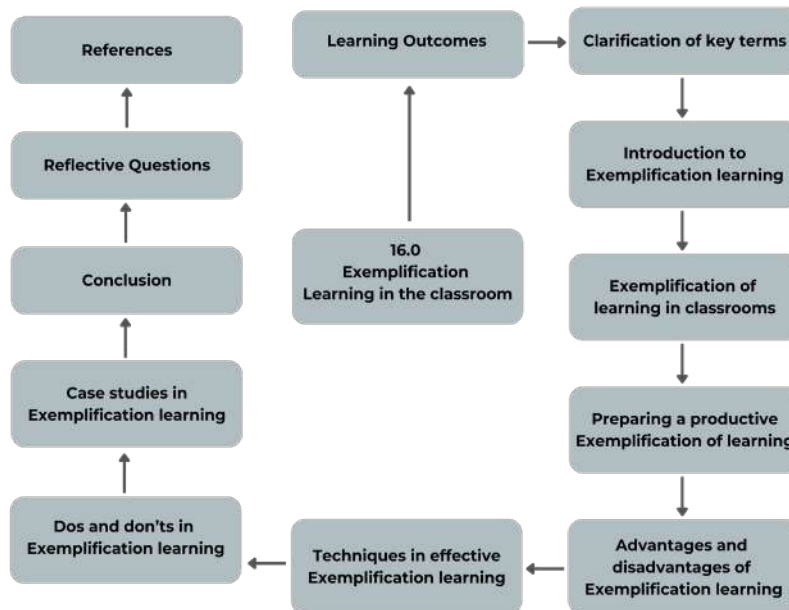 References
Learning Outcomes
Clarification of key terms
Reflective Questions
Introduction to
Exemplification learning
Conclusion
16.0
Exemplification
Learning in the classroom
Exemplification of
learning in classrooms
Case studies in
Exemplification learning
Preparing a productive
Exemplification of learning
Dos and don'ts in
Exemplification learning
Techniques in effective
Exemplification learning
Advantages and
disadvantages of
Exemplification learning